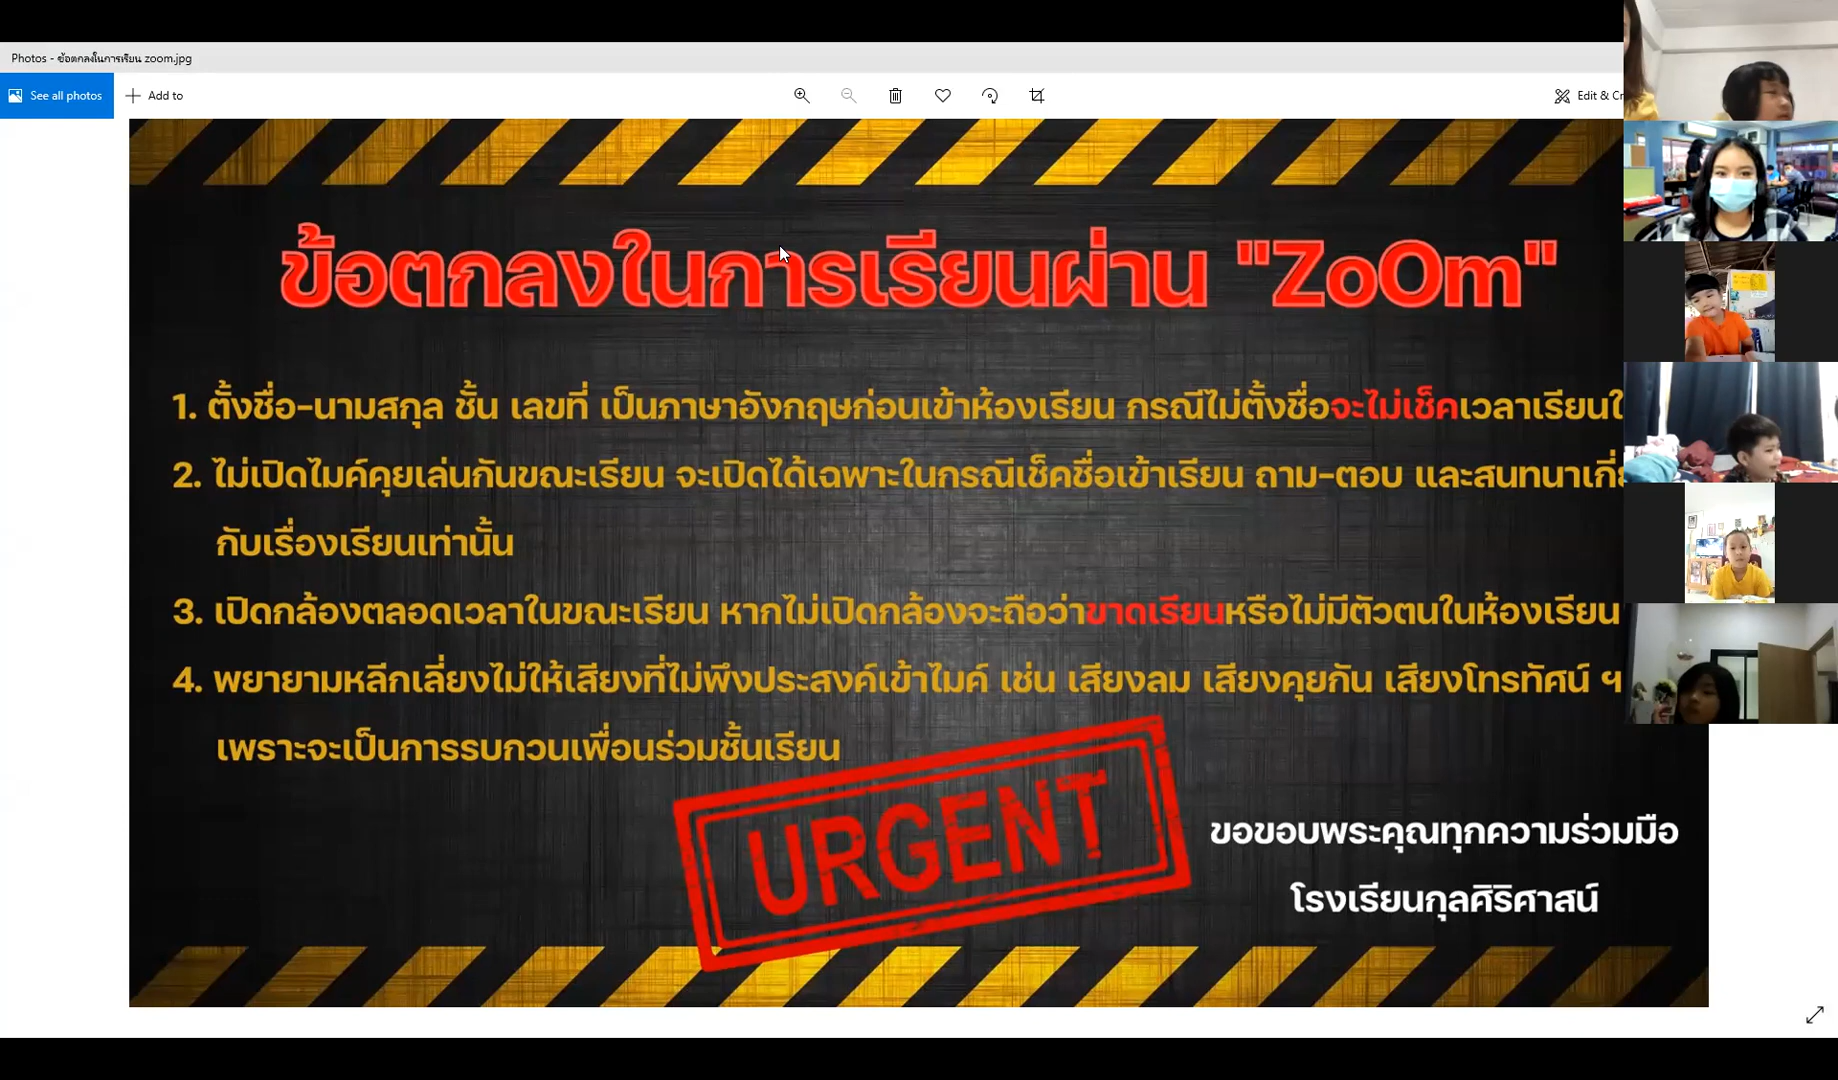 Photos - ข้อตกลงในการเรียน zoom.jpg
See all photos
Add to
Edit &
ข้อตกลงในการเรียนผ่าน "ZoOm"
1. ตั้งชื่อ-นามสกุล ชั้น เลขที่ เป็นภาษาอังกฤษก่อนเข้าห้องเรียน กรณีไม่ตั้งชื่อจะไม่เช็คเวลาเรียน
2. ไม่เปิดไมค์คุยเล่นกันขณะเรียน จะเปิดได้เฉพาะในกรณีเช็คชื่อเข้าเรียน ถาม-ตอบ และสนทนา
กับเรื่องเรียนเท่านั้น
3. เปิดกล้องตลอดเวลาในขณะเรียน หากไม่เปิดกล้องจะถือว่าขาดเรียนหรือไม่มีตัวตนในห้องเรียน
4. พยายามหลีกเลี่ยงไม่ให้เสียงที่ไม่พึงประสงค์เข้าไมค์ เช่น เสียงลม เสียงคุยกัน เสียงโทรทัศน์ ฯ
เพราะจะเป็นการรบกวนเพื่อนร่วมชั้นเรียน
URGENT
ขอขอบพระคุณทุกความร่วมมือ
โรงเรียนกุลศิริศาสน์